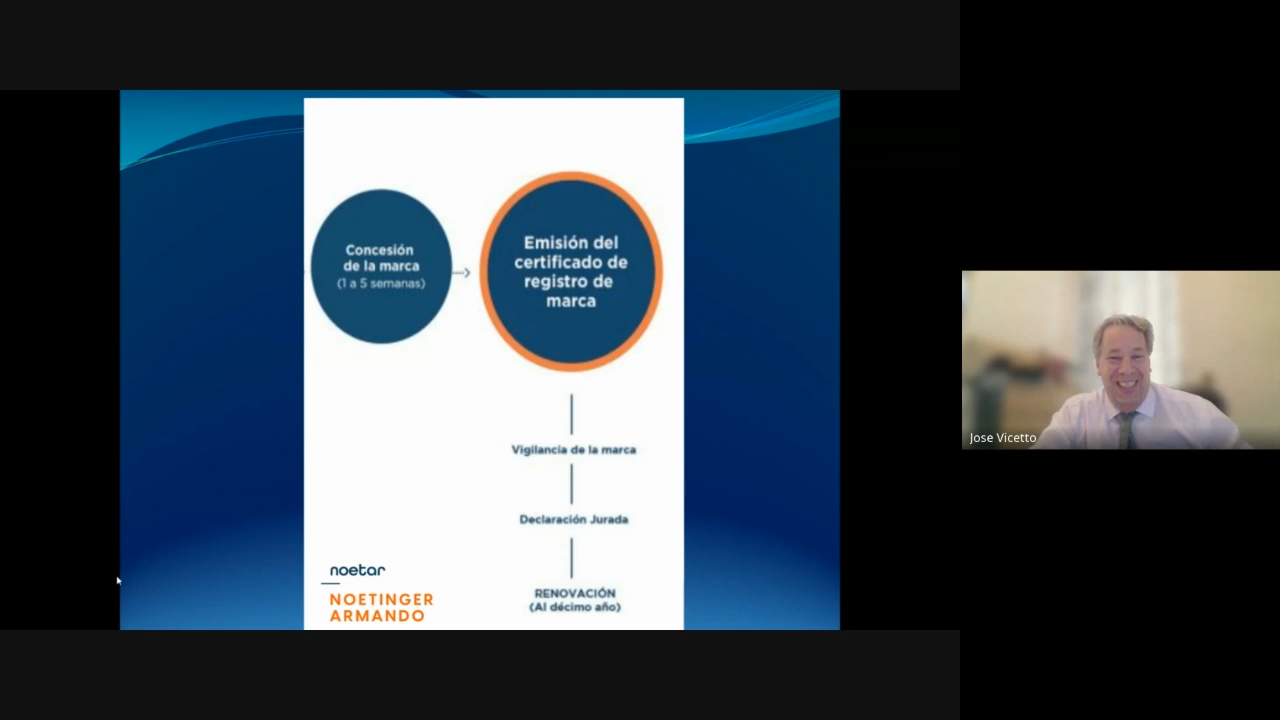 Concesión
de la marca
(1 a 5 semanas)
Emisión del
certificado de
registro de
marca
Vigilancia de la marca
Declaración Jurada
RENOVACIÓN
(Al décimo año)
noetar
NOETINGER
ARMANDO
Jose Vicetto